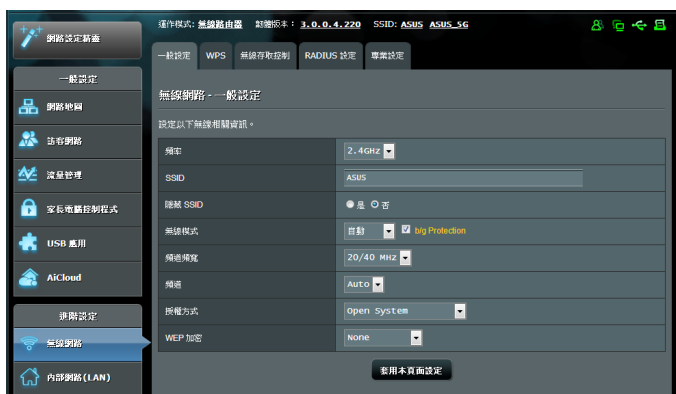 運作模式: 無線路由器 韌體版本: 3.0.0.4.220 SSID: ASUS ASUS_5G
網路設定精靈
一般設定 WPS 無線存取控制 RADIUS 設定 專業設定
一般設定
網路地圖
訪客網路
流量管理
家長電腦控制程式
USB 應用
AiCloud
進階設定
無線網路
內部網路(LAN)
無線網路 - 一般設定
設定以下無線相關資訊。
頻率 2.4GHz
SSID ASUS
隱藏 SSID 是 否
無線模式 自動 b/g Protection
頻道頻寬 20/40 MHz
頻道 Auto
授權方式 Open System
WEP 加密 None
套用本頁面設定